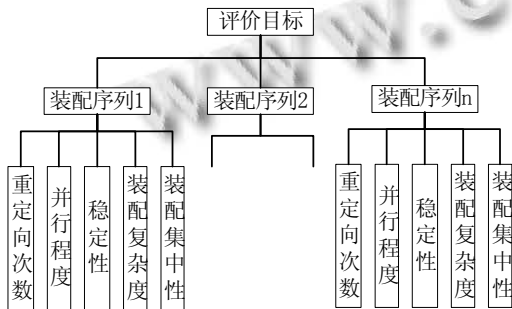 评价目标
装配序列1
装配序列2
装配序列n
重定向次数
并行程度
稳定性
装配复杂度
装配集中性
重定向次数
并行程度
稳定性
装配复杂度
装配集中性
www.